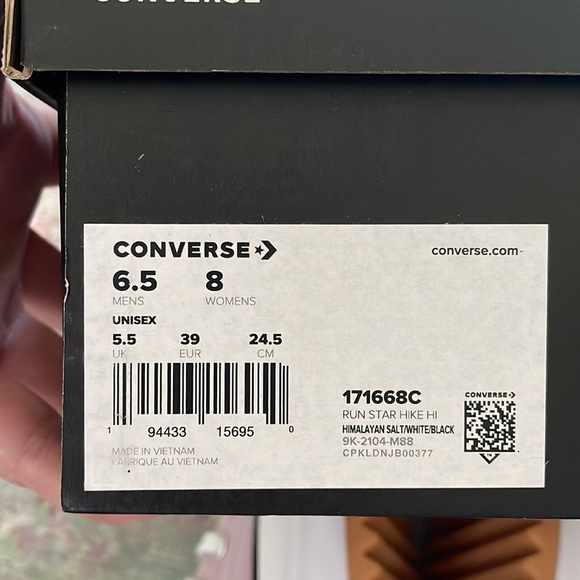 CONVERSE
CONVERSE
converse.com
6.5 8
MENS WOMENS
UNISEX
5.5 39 24.5
UK EUR CM
1 94433 15695 0
MADE IN VIETNAM
FABRIQUE AU VIETNAM
171668C
RUN STAR HIKE HI
HIMALAYAN SALT/WHITE/BLACK
9K-2104-M88
CPKLDNJB00377
CONVERSE